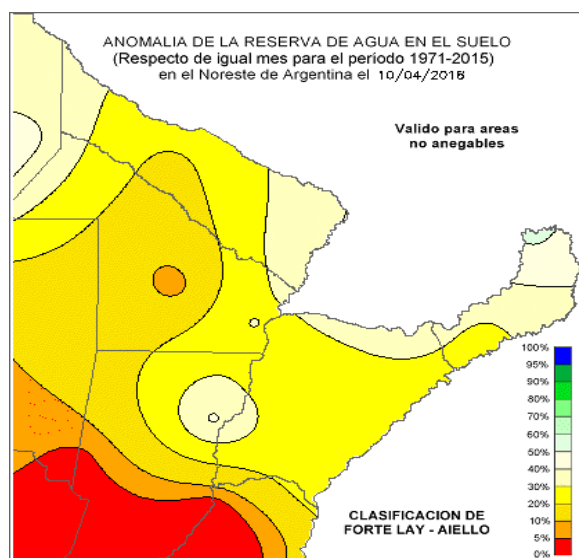 ANOMALIA DE LA RESERVA DE AGUA EN EL SUELO
(Respecto de igual mes para el período 1971-2015)
en el Noreste de Argentina el 10/04/2016
Valido para areas
no anegables
100%
95%
90%
80%
70%
60%
50%
40%
30%
20%
10%
5%
0%
CLASIFICACION DE
FORTE LAY - AIELLO